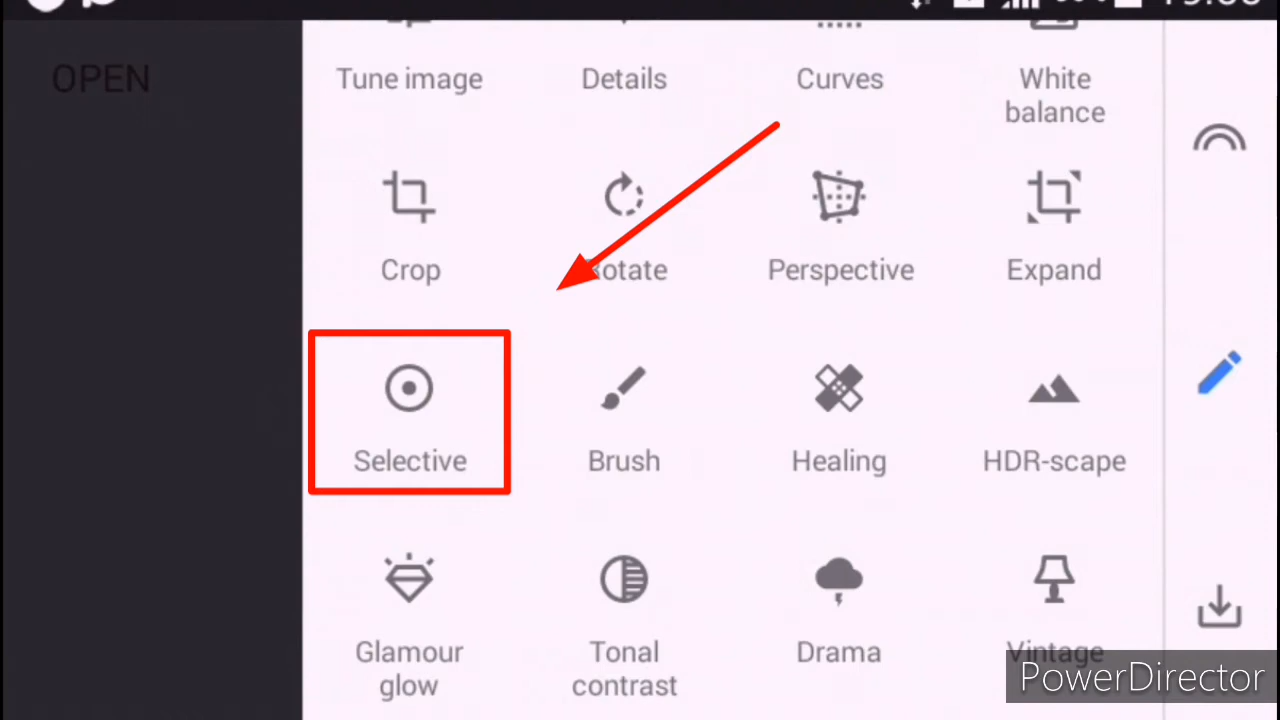 OPEN
Tune image
Details
Curves
White
balance
Crop
Rotate
Perspective
Expand
Selective
Brush
Healing
HDR-scape
Glamour
glow
Tonal
contrast
Drama
Vintage
PowerDirector